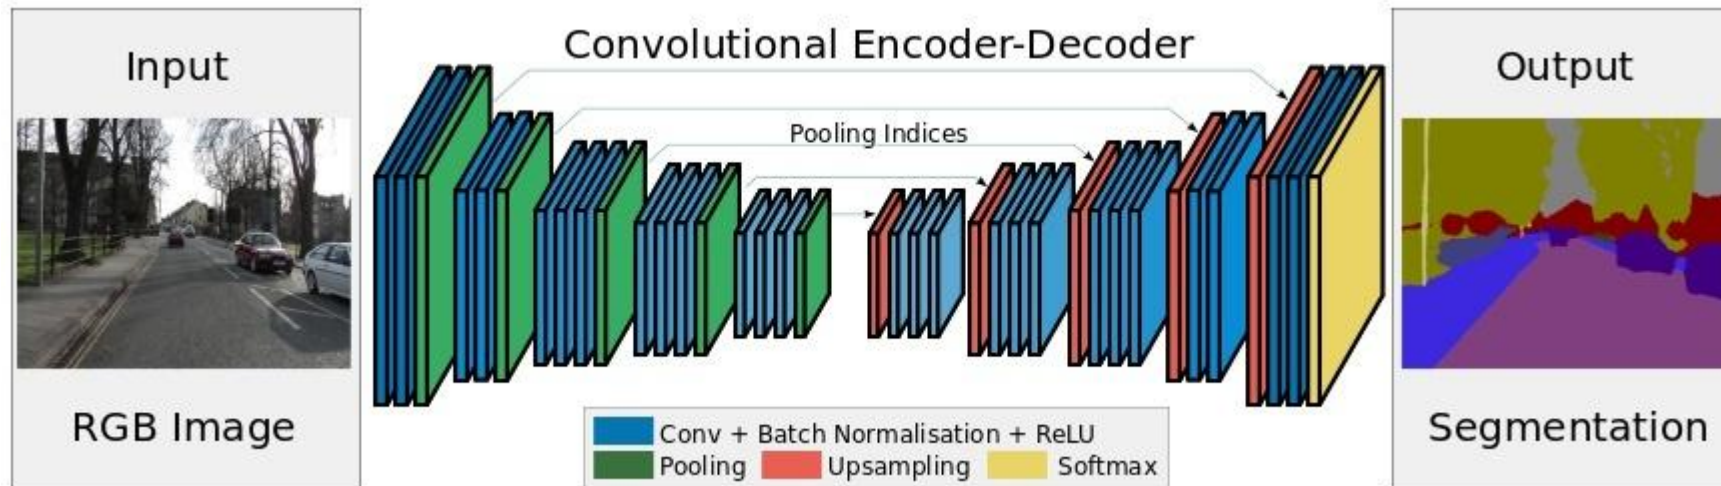 Convolutional Encoder-Decoder
Input
RGB Image
Pooling Indices
Output
Segmentation
Conv + Batch Normalisation + ReLU
Pooling Upsampling Softmax